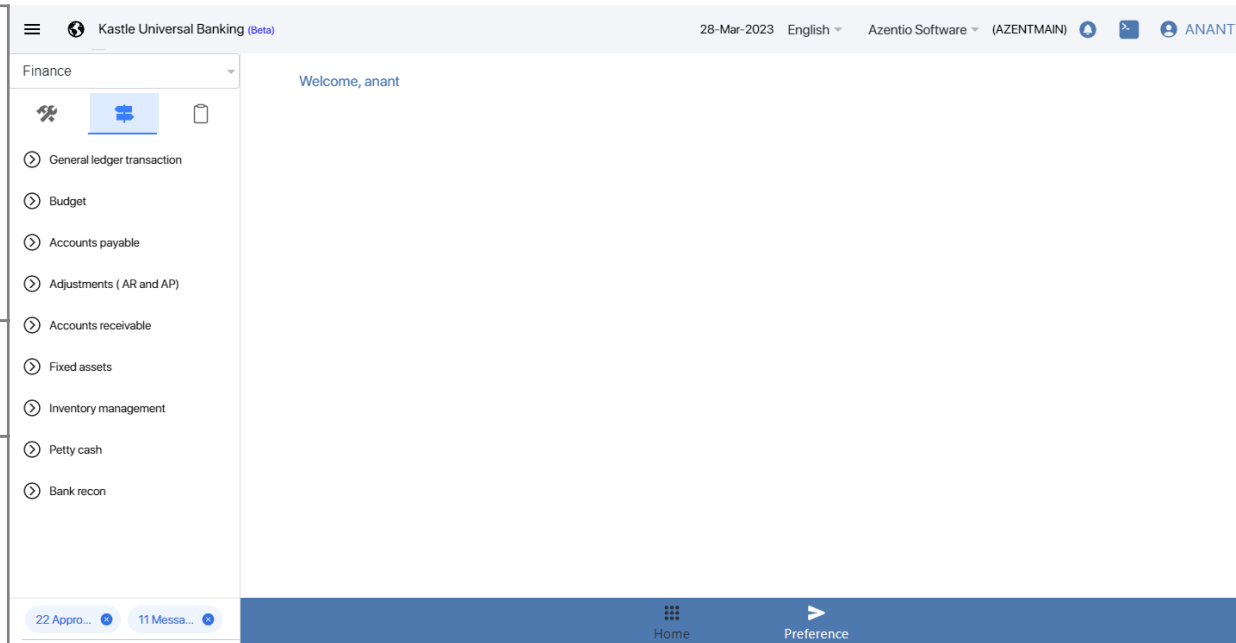 Kastle Universal Banking (Beta) 28-Mar-2023 English Azentio Software (AZENTMAIN) ANANT
Finance
Welcome, anant
General ledger transaction
Budget
Accounts payable
Adjustments ( AR and AP)
Accounts receivable
Fixed assets
Inventory management
Petty cash
Bank recon
22 Appro... 11 Messa...
Home Preference